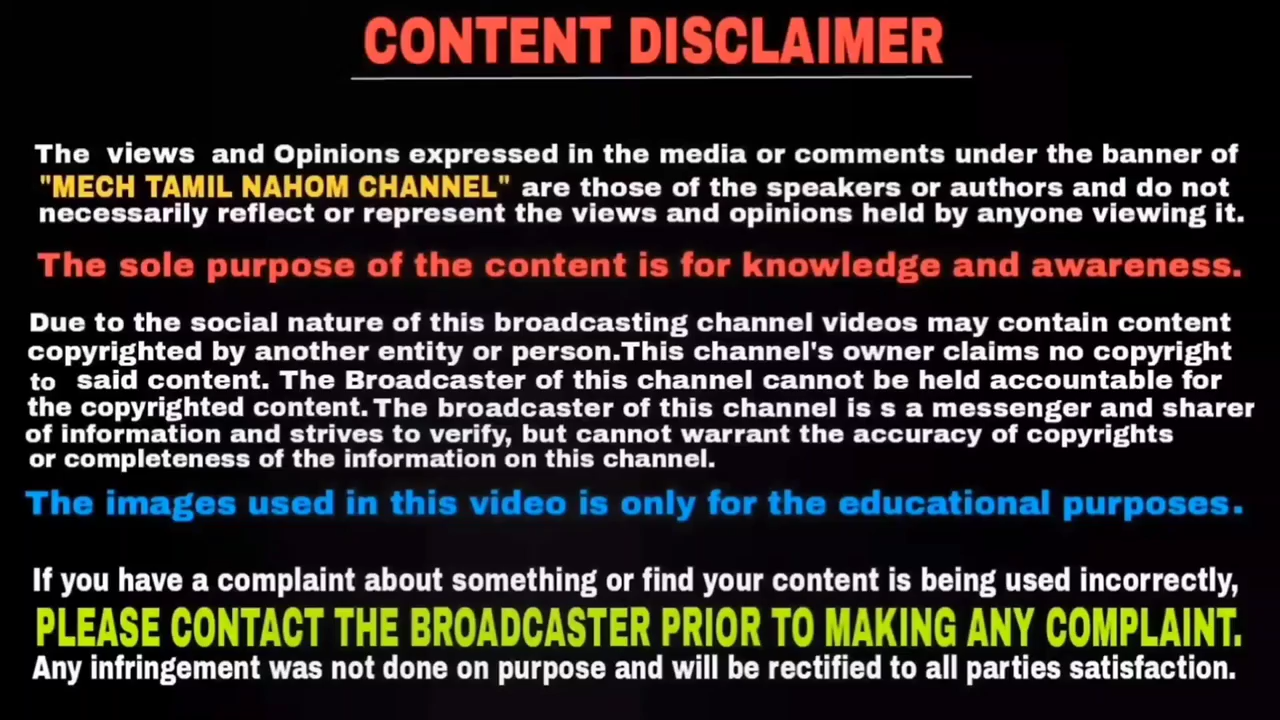 CONTENT DISCLAIMER
The views and Opinions expressed in the media or comments under the banner of
"MECH TAMIL NAHOM CHANNEL" are those of the speakers or authors and do not
necessarily reflect or represent the views and opinions held by anyone viewing it.
The sole purpose of the content is for knowledge and awareness.
Due to the social nature of this broadcasting channel videos may contain content
copyrighted by another entity or person.This channel's owner claims no copyright
to said content. The Broadcaster of this channel cannot be held accountable for
the copyrighted content. The broadcaster of this channel is s a messenger and sharer
of information and strives to verify, but cannot warrant the accuracy of copyrights
or completeness of the information on this channel.
The images used in this video is only for the educational purposes.
If you have a complaint about something or find your content is being used incorrectly,
PLEASE CONTACT THE BROADCASTER PRIOR TO MAKING ANY COMPLAINT.
Any infringement was not done on purpose and will be rectified to all parties satisfaction.